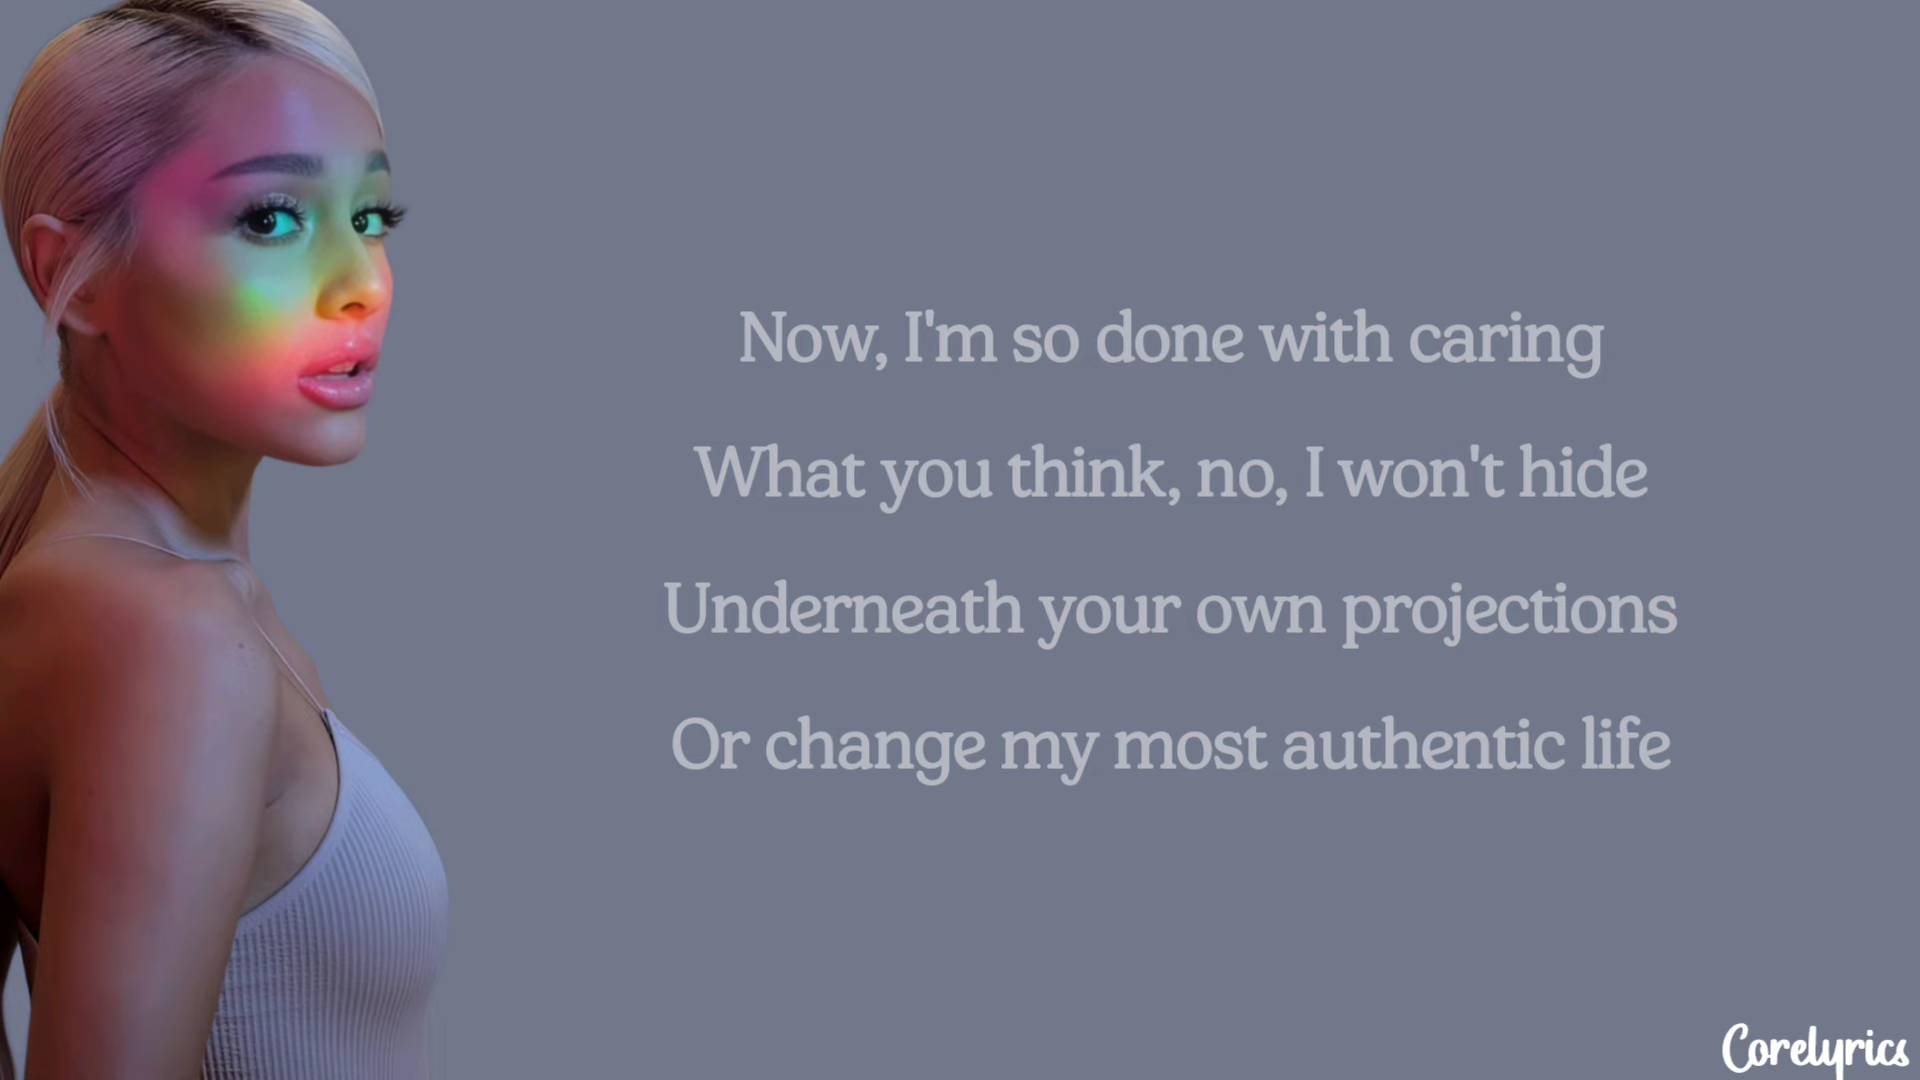 Now, I'm so done with caring
What you think, no, I won't hide
Underneath your own projections
Or change my most authentic life
Corelyrics